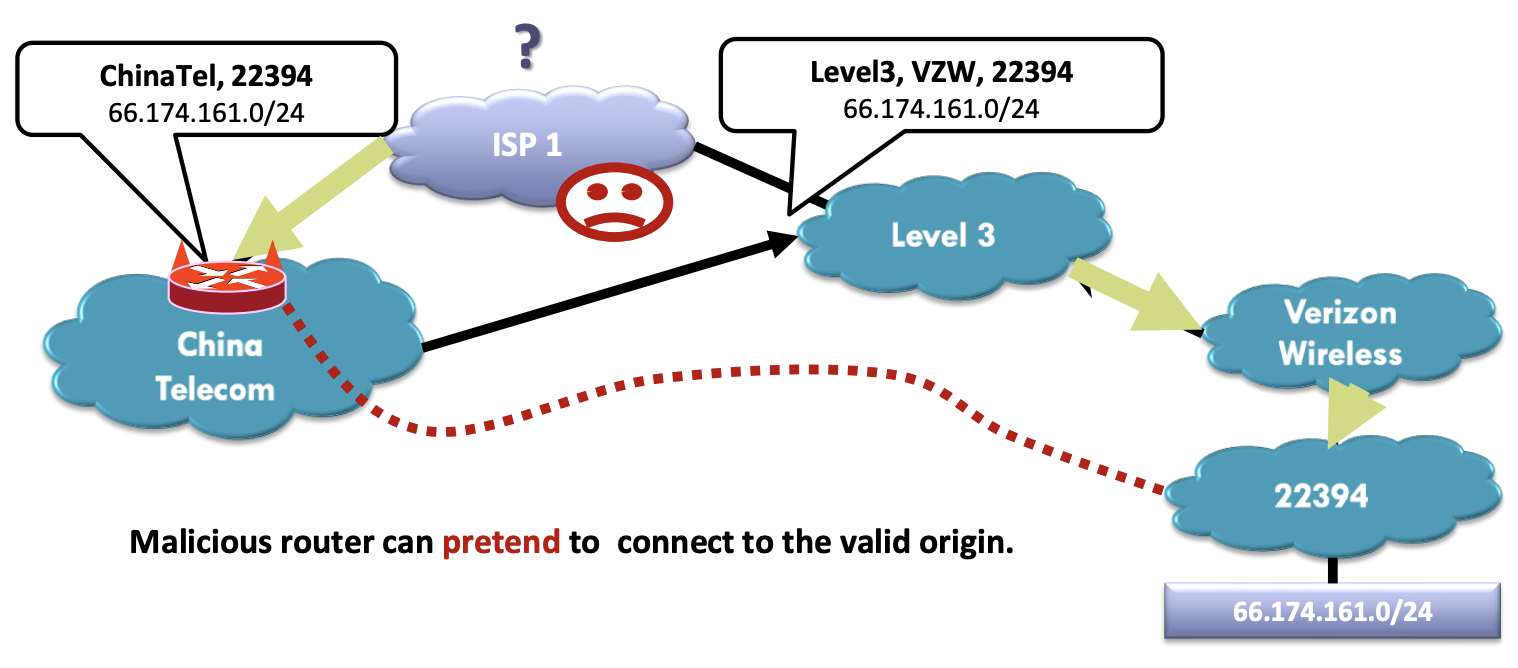 ?
ChinaTel, 22394
66.174.161.0/24
ISP 1
Level3, VZW, 22394
66.174.161.0/24
Level 3
China
Telecom
Verizon
Wireless
22394
Malicious router can pretend to connect to the valid origin.
66.174.161.0/24